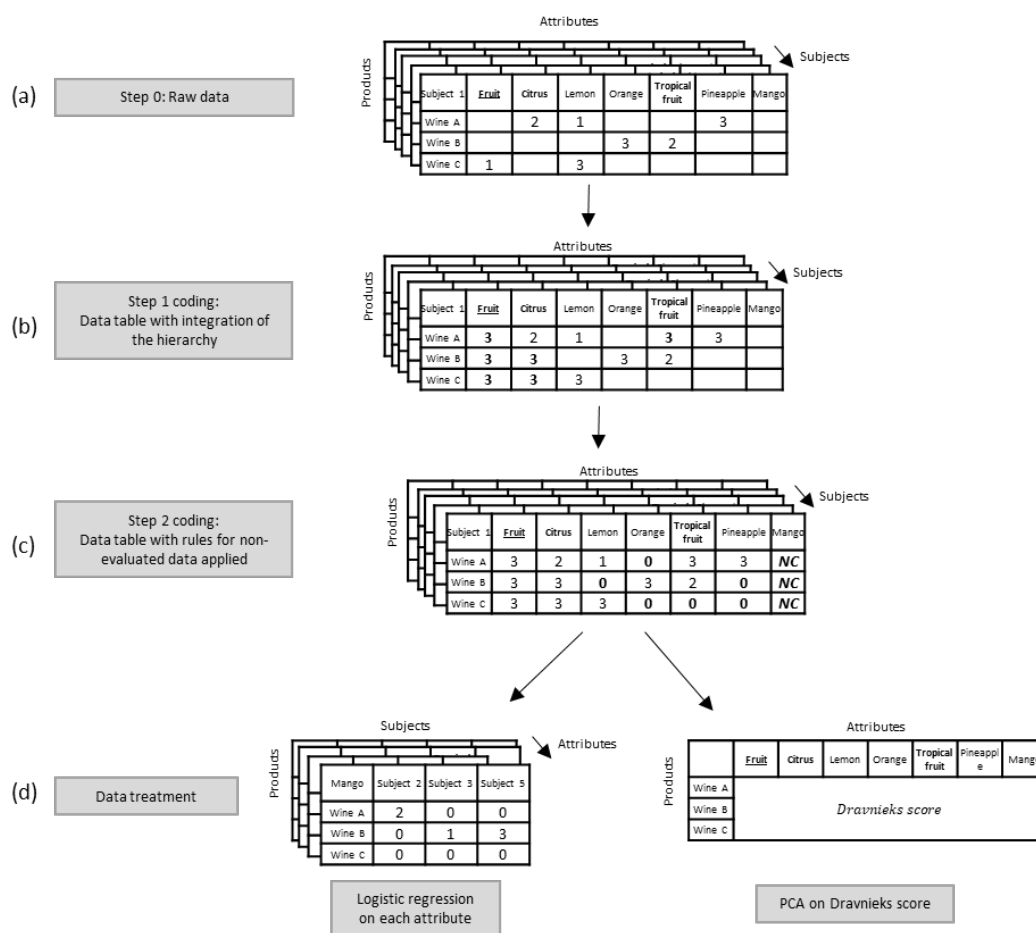 Attributes
Subjects
Products
(a)
Step 0: Raw data
Subject 1 Fruit Citrus Lemon Orange Tropical fruit Pineapple Mango
Wine A 2 1 3
Wine B 3 2
Wine C 1 3
Attributes
Subjects
Products
(b)
Step 1 coding:
Data table with integration of
the hierarchy
Subject 1 Fruit Citrus Lemon Orange Tropical fruit Pineapple Mango
Wine A 3 2 1 3 3
Wine B 3 3 3 2
Wine C 3 3 3
Attributes
Subjects
Products
(c)
Step 2 coding:
Data table with rules for non-
evaluated data applied
Subject 1 Fruit Citrus Lemon Orange Tropical fruit Pineapple Mango
Wine A 3 2 1 0 3 3 NC
Wine B 3 3 0 3 2 0 NC
Wine C 3 3 3 0 0 0 NC
(d)
Data treatment
Subjects
Attributes
Products
Mango Subject 2 Subject 3 Subject 5
Wine A 2 0 0
Wine B 0 1 3
Wine C 0 0 0
Logistic regression
on each attribute
Attributes
Products
Fruit Citrus Lemon Orange Tropical fruit Pineapple Mango
Wine A
Wine B Dravnieks score
Wine C
PCA on Dravnieks score